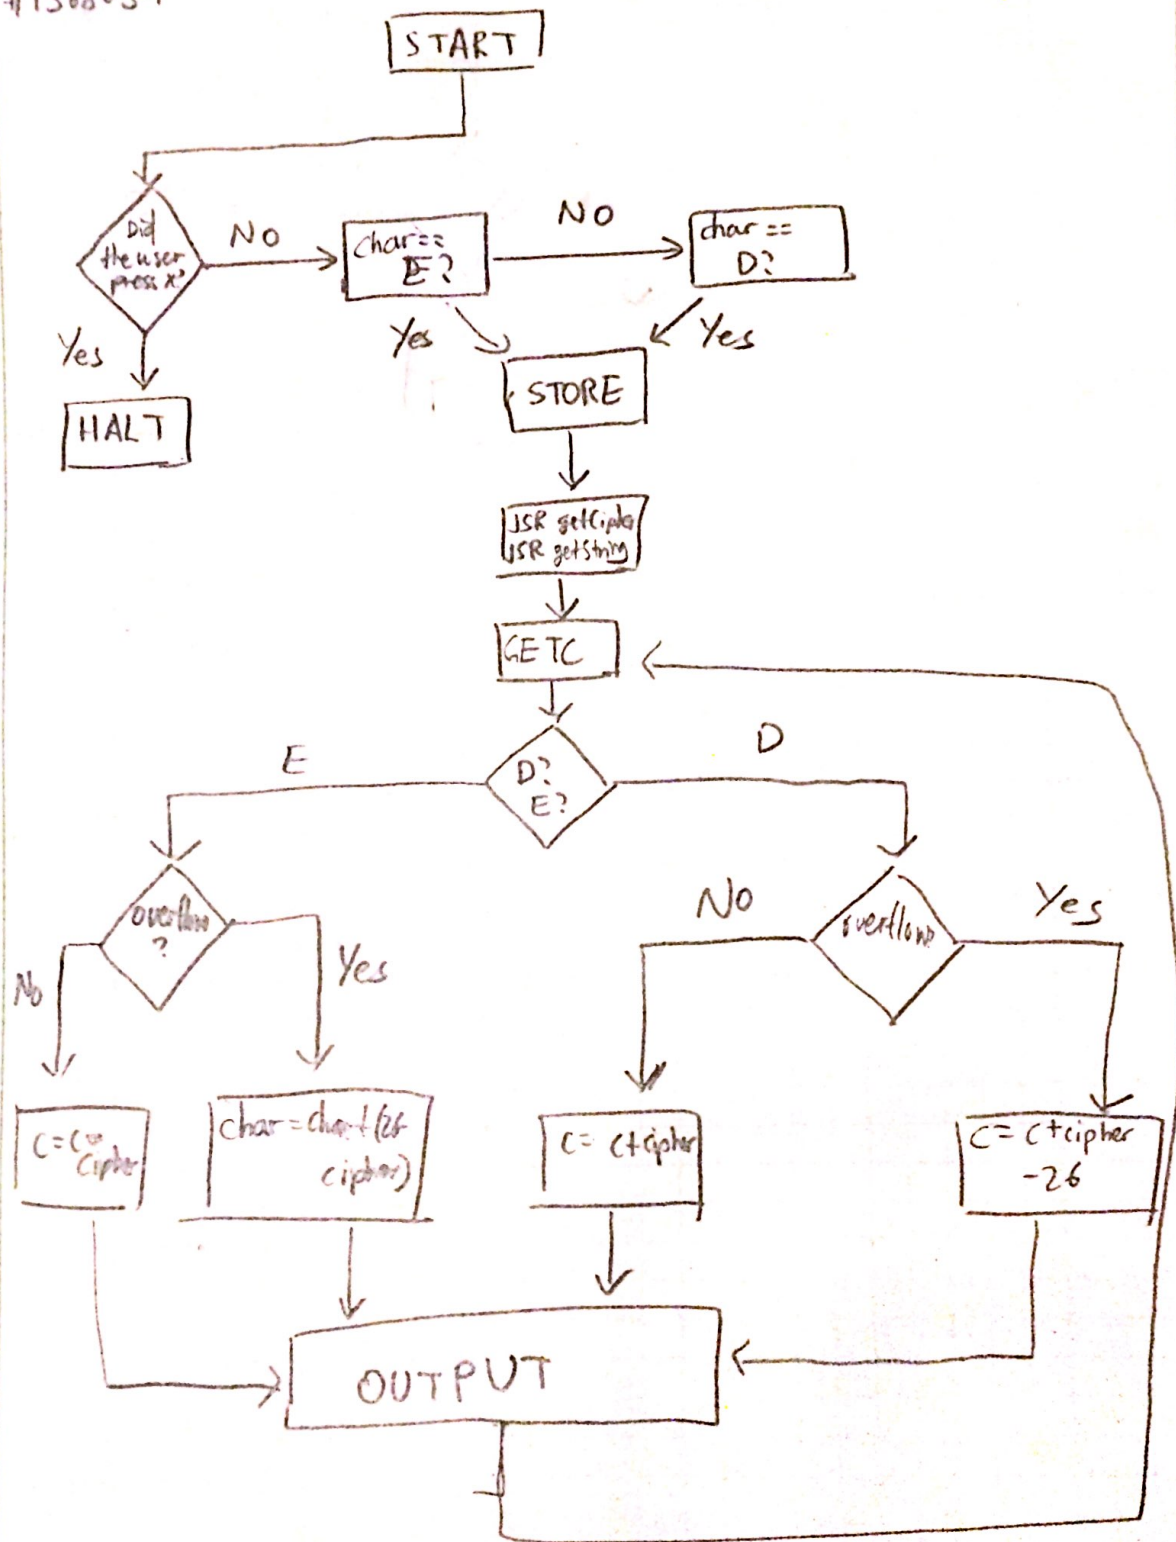 START
Did
the user
press X?
NO
char==
E?
NO
char ==
D?
Yes
HALT
Yes
Yes
STORE
JSR getCipher
JSR getString
GETC
D?
E?
E
D
overflow
?
No
Yes
overflow?
No
Yes
C=C
Cipher
char=char+(26-
cipher)
C= C+cipher
C= C+cipher
-26
OUTPUT